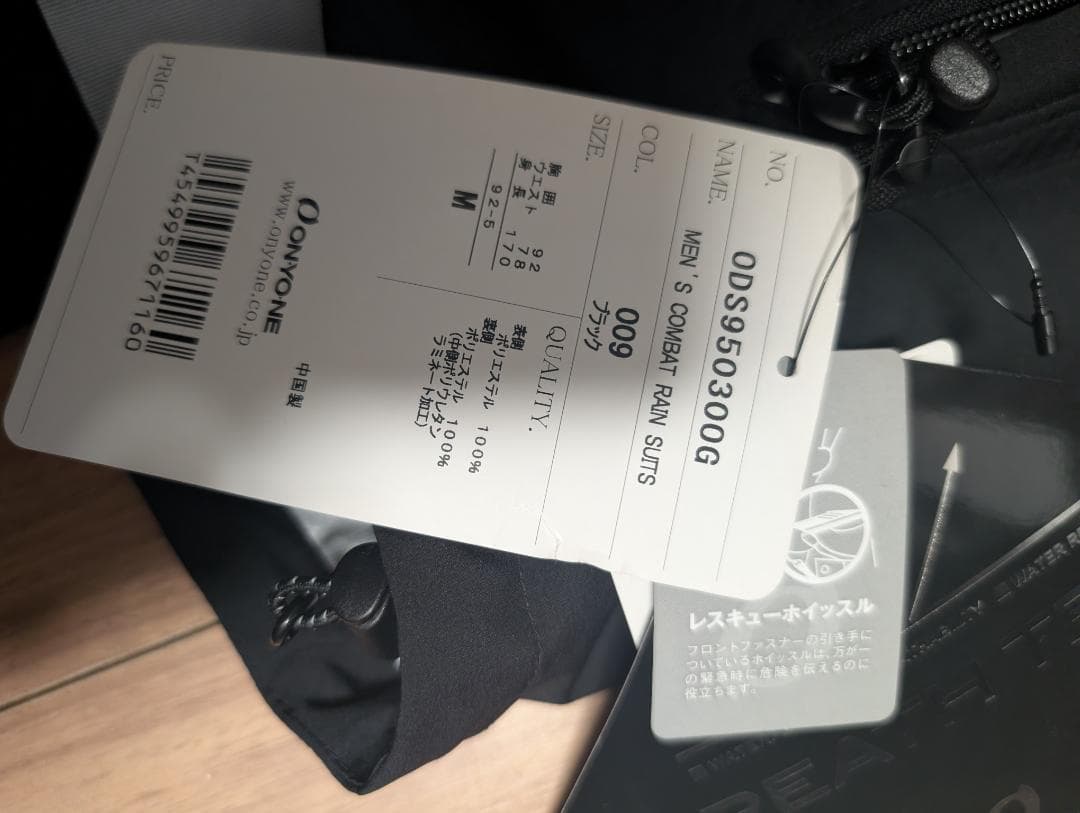 NO.
ODS950300G
NAME.
MEN'S COMBAT RAIN SUITS
COL.
009
ブラック
SIZE.
胸囲 92
ウエスト 78
身長 170
92-5
M
QUALITY.
表側 ポリエステル 100%
裏側 ポリエステル 100%
(中側ポリウレタン
ラミネート加工)
ONYONE
www.onyone.co.jp
中国製
T4549959671160
PRICE.
レスキューホイッスル
フロントファスナーの引き手に
ついているホイッスルは、万が一
の緊急時に危険を伝えるのに
役立ちます。